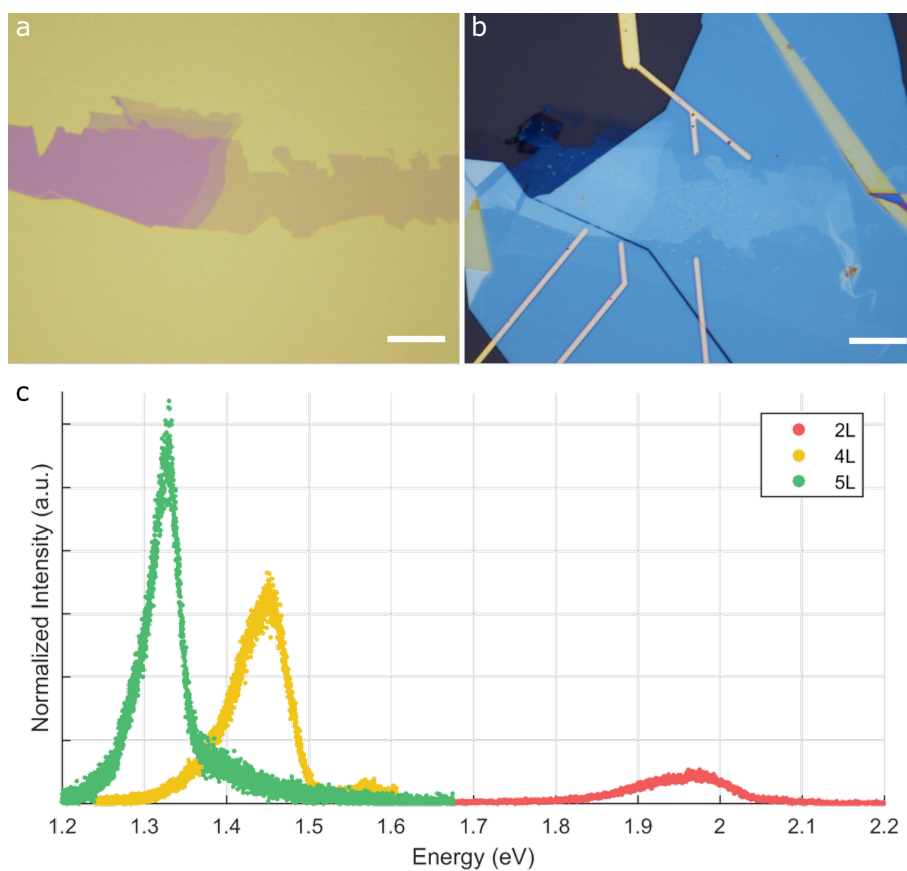 a
b
c
Normalized Intensity (a.u.)
2L
4L
5L
1.2 1.3 1.4 1.5 1.6 1.7 1.8 1.9 2 2.1 2.2
Energy (eV)